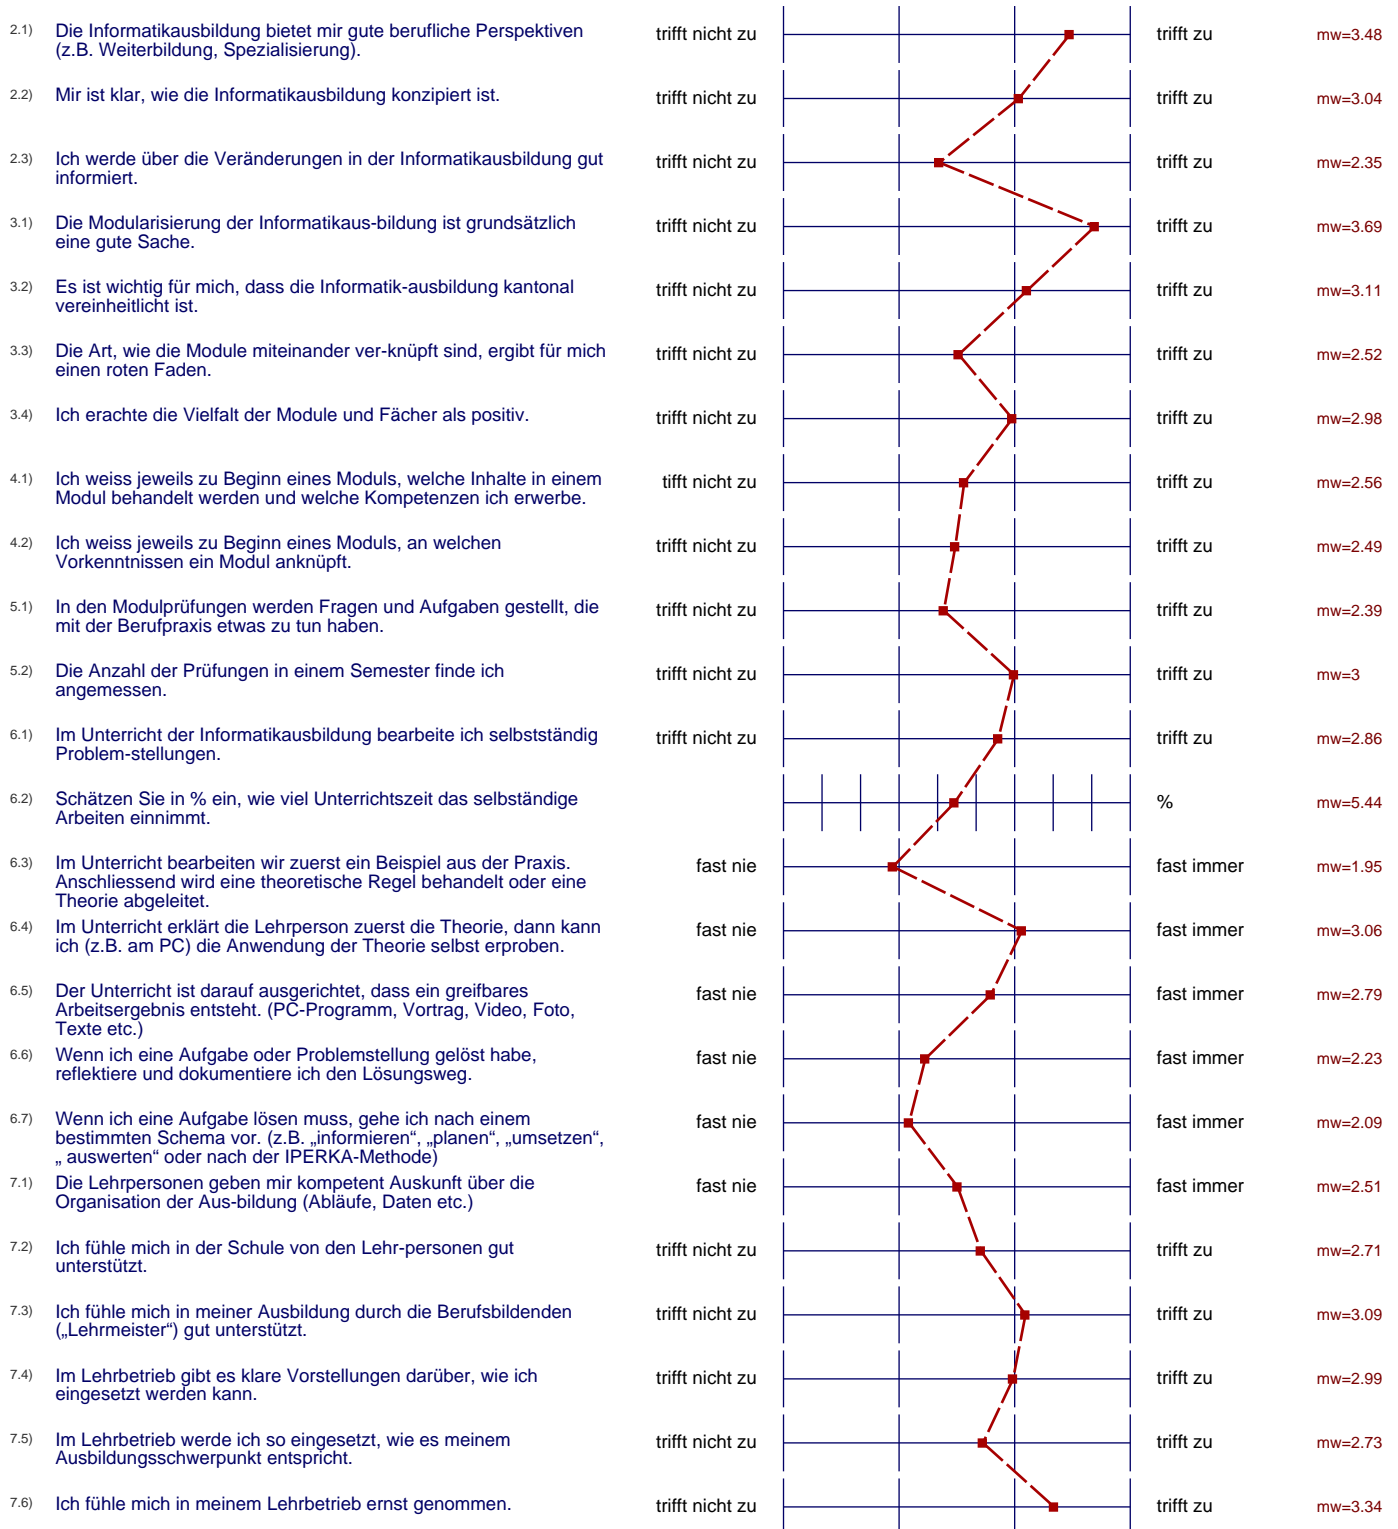 2.1) Die Informatikausbildung bietet mir gute berufliche Perspektiven
(z.B. Weiterbildung, Spezialisierung).
trifft nicht zu trifft zu mw=3.48
2.2) Mir ist klar, wie die Informatikausbildung konzipiert ist. trifft nicht zu trifft zu mw=3.04
2.3) Ich werde über die Veränderungen in der Informatikausbildung gut
informiert.
trifft nicht zu trifft zu mw=2.35
3.1) Die Modularisierung der Informatikaus-bildung ist grundsätzlich
eine gute Sache.
trifft nicht zu trifft zu mw=3.69
3.2) Es ist wichtig für mich, dass die Informatik-ausbildung kantonal
vereinheitlicht ist.
trifft nicht zu trifft zu mw=3.11
3.3) Die Art, wie die Module miteinander ver-knüpft sind, ergibt für mich
einen roten Faden.
trifft nicht zu trifft zu mw=2.52
3.4) Ich erachte die Vielfalt der Module und Fächer als positiv. trifft nicht zu trifft zu mw=2.98
4.1) Ich weiss jeweils zu Beginn eines Moduls, welche Inhalte in einem
Modul behandelt werden und welche Kompetenzen ich erwerbe.
tifft nicht zu trifft zu mw=2.56
4.2) Ich weiss jeweils zu Beginn eines Moduls, an welchen
Vorkenntnissen ein Modul anknüpft.
trifft nicht zu trifft zu mw=2.49
5.1) In den Modulprüfungen werden Fragen und Aufgaben gestellt, die
mit der Berufpraxis etwas zu tun haben.
trifft nicht zu trifft zu mw=2.39
5.2) Die Anzahl der Prüfungen in einem Semester finde ich
angemessen.
trifft nicht zu trifft zu mw=3
6.1) Im Unterricht der Informatikausbildung bearbeite ich selbstständig
Problem-stellungen.
trifft nicht zu trifft zu mw=2.86
6.2) Schätzen Sie in % ein, wie viel Unterrichtszeit das selbständige
Arbeiten einnimmt.
% mw=5.44
6.3) Im Unterricht bearbeiten wir zuerst ein Beispiel aus der Praxis.
Anschliessend wird eine theoretische Regel behandelt oder eine
Theorie abgeleitet.
fast nie fast immer mw=1.95
6.4) Im Unterricht erklärt die Lehrperson zuerst die Theorie, dann kann
ich (z.B. am PC) die Anwendung der Theorie selbst erproben.
fast nie fast immer mw=3.06
6.5) Der Unterricht ist darauf ausgerichtet, dass ein greifbares
Arbeitsergebnis entsteht. (PC-Programm, Vortrag, Video, Foto,
Texte etc.)
fast nie fast immer mw=2.79
6.6) Wenn ich eine Aufgabe oder Problemstellung gelöst habe,
reflektiere und dokumentiere ich den Lösungsweg.
fast nie fast immer mw=2.23
6.7) Wenn ich eine Aufgabe lösen muss, gehe ich nach einem
bestimmten Schema vor. (z.B. „informieren“, „planen“, „umsetzen“,
„ auswerten“ oder nach der IPERKA-Methode)
fast nie fast immer mw=2.09
7.1) Die Lehrpersonen geben mir kompetent Auskunft über die
Organisation der Aus-bildung (Abläufe, Daten etc.)
fast nie fast immer mw=2.51
7.2) Ich fühle mich in der Schule von den Lehr-personen gut
unterstützt.
trifft nicht zu trifft zu mw=2.71
7.3) Ich fühle mich in meiner Ausbildung durch die Berufsbildenden
(„Lehrmeister“) gut unterstützt.
trifft nicht zu trifft zu mw=3.09
7.4) Im Lehrbetrieb gibt es klare Vorstellungen darüber, wie ich
eingesetzt werden kann.
trifft nicht zu trifft zu mw=2.99
7.5) Im Lehrbetrieb werde ich so eingesetzt, wie es meinem
Ausbildungsschwerpunkt entspricht.
trifft nicht zu trifft zu mw=2.73
7.6) Ich fühle mich in meinem Lehrbetrieb ernst genommen. trifft nicht zu trifft zu mw=3.34